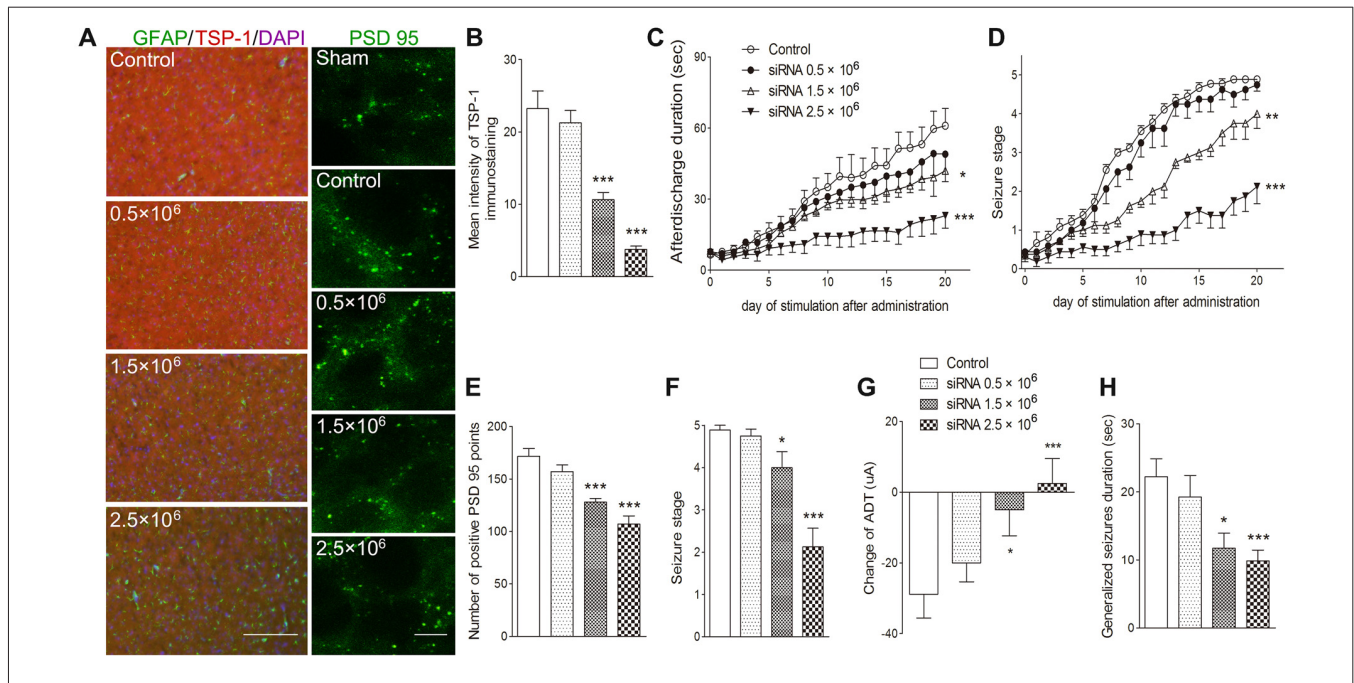 A
GFAP/TSP-1/DAPI
Control
0.5×10⁶
1.5×10⁶
2.5×10⁶
PSD 95
Sham
Control
0.5×10⁶
1.5×10⁶
2.5×10⁶
B
Mean intensity of TSP-1
immunostaining
30
20
10
0
***
***
C
Afterdischarge duration (sec)
90
60
30
0
Control
siRNA 0.5 × 10⁶
siRNA 1.5 × 10⁶
siRNA 2.5 × 10⁶
*
***
0 5 10 15 20
day of stimulation after administration
D
Seizure stage
5
4
3
2
1
0
**
***
0 5 10 15 20
day of stimulation after administration
E
Number of positive PSD 95 points
200
150
100
50
0
***
***
F
Seizure stage
5
4
3
2
1
0
*
***
Control
siRNA 0.5 × 10⁶
siRNA 1.5 × 10⁶
siRNA 2.5 × 10⁶
G
Change of ADT (uA)
20
0
-20
-40
*
***
H
Generalized seizures duration (sec)
30
20
10
0
*
***